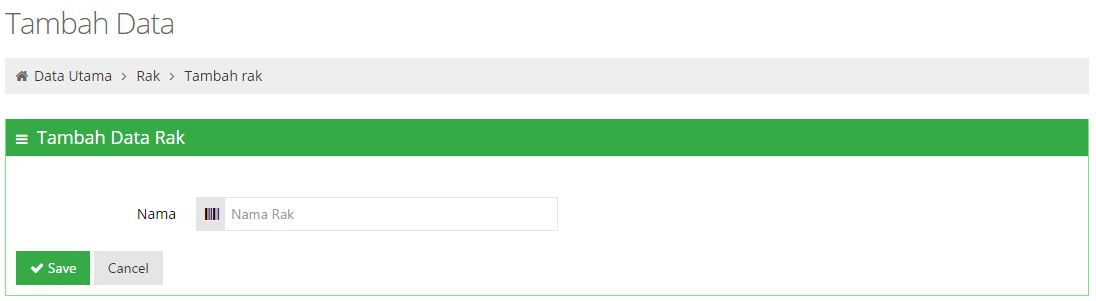 Tambah Data
Data Utama > Rak > Tambah rak
Tambah Data Rak
Nama Nama Rak
Save Cancel